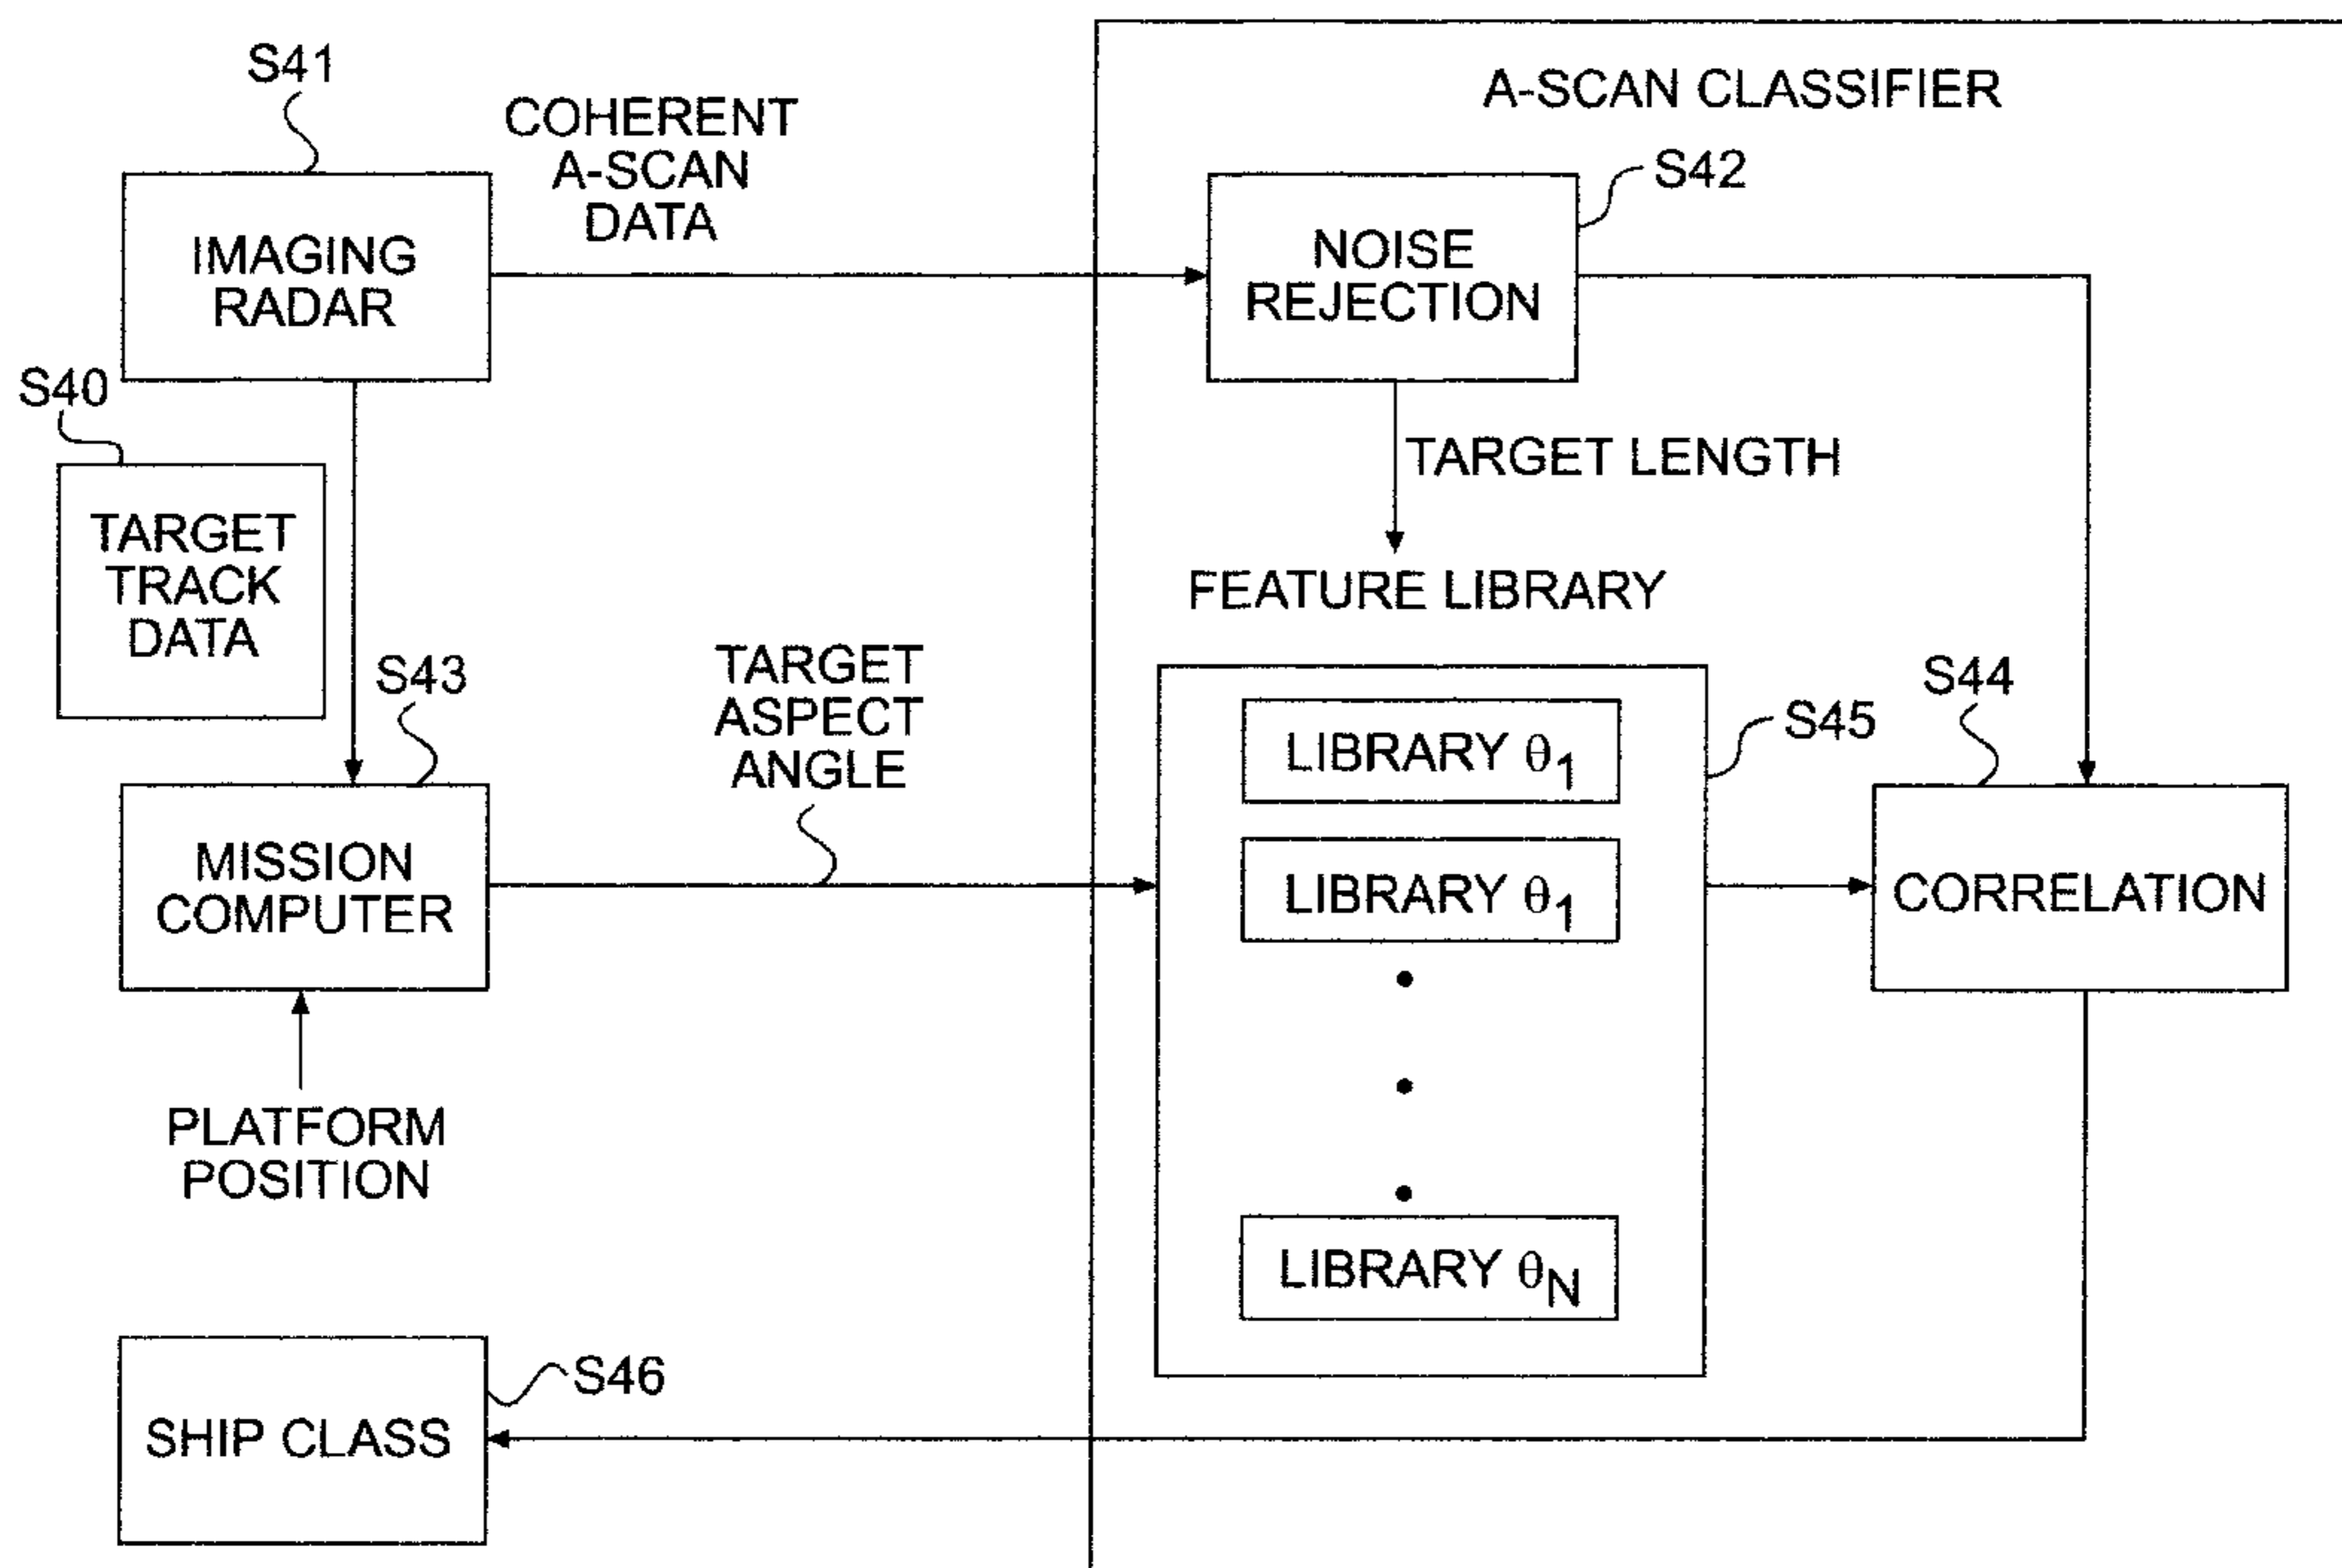 A-SCAN CLASSIFIER
S41
COHERENT
A-SCAN
DATA
IMAGING
RADAR
S42
NOISE
REJECTION
S40
TARGET
TRACK
DATA
TARGET LENGTH
FEATURE LIBRARY
S43
TARGET
ASPECT
ANGLE
MISSION
COMPUTER
PLATFORM
POSITION
S45
LIBRARY θ1
LIBRARY θ1
LIBRARY θN
S44
CORRELATION
S46
SHIP CLASS